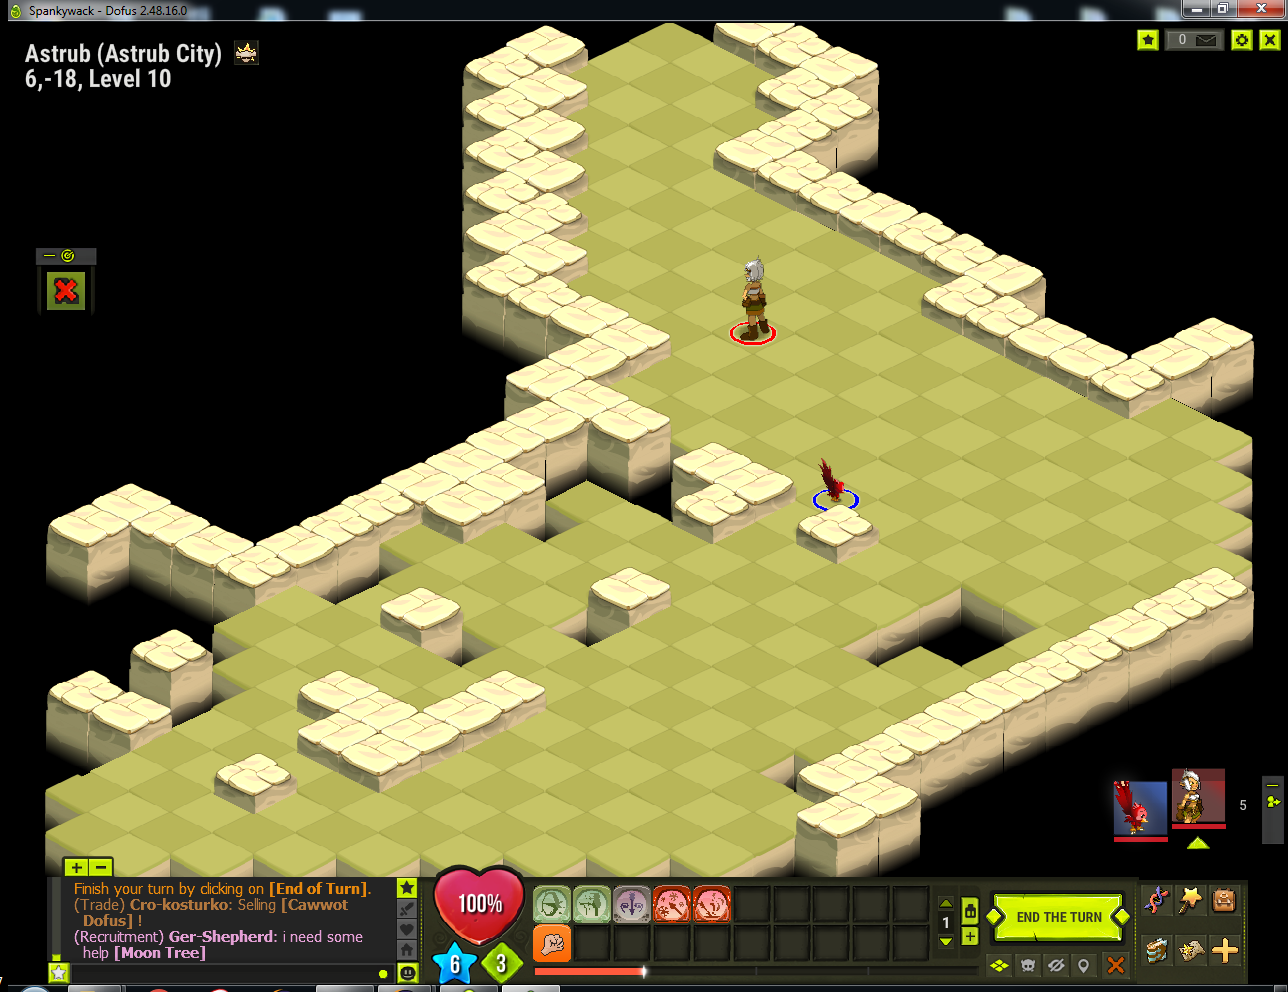 Spankywack - Dofus 2.48.16.0
Astrub (Astrub City)
6,-18, Level 10
0
5
Finish your turn by clicking on [End of Turn].
(Trade) Cro-kosturko: Selling [Cawwot
Dofus] !
(Recruitment) Ger-Shepherd: i need some
help [Moon Tree]
100%
6
3
1
END THE TURN